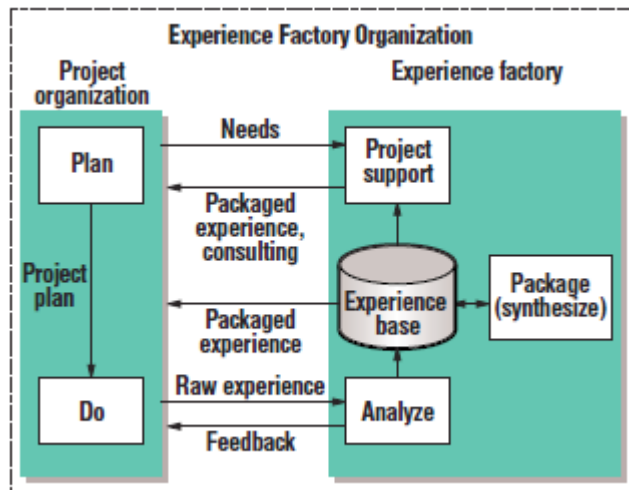 Experience Factory Organization
Project
organization
Experience factory
Plan
Needs
Project
support
Packaged
experience,
consulting
Project
plan
Experience
base
Package
(synthesize)
Packaged
experience
Do
Raw experience
Analyze
Feedback